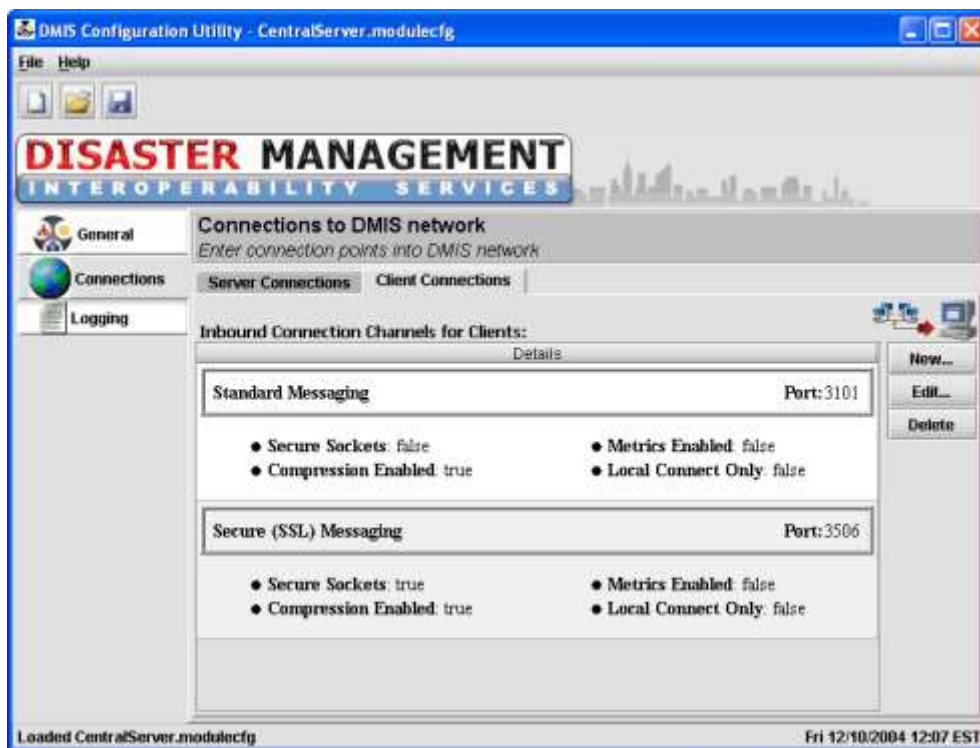 DMIS Configuration Utility - CentralServer.modulecfg
File Help
DISASTER MANAGEMENT
INTEROPERABILITY SERVICES
General
Connections
Logging
Connections to DMIS network
Enter connection points into DMIS network
Server Connections Client Connections
Inbound Connection Channels for Clients:
Details
New...
Edit...
Delete
Standard Messaging Port:3101
● Secure Sockets: false ● Metrics Enabled: false
● Compression Enabled: true ● Local Connect Only: false
Secure (SSL) Messaging Port:3506
● Secure Sockets: true ● Metrics Enabled: false
● Compression Enabled: true ● Local Connect Only: false
Loaded CentralServer.modulecfg Fri 12/10/2004 12:07 EST